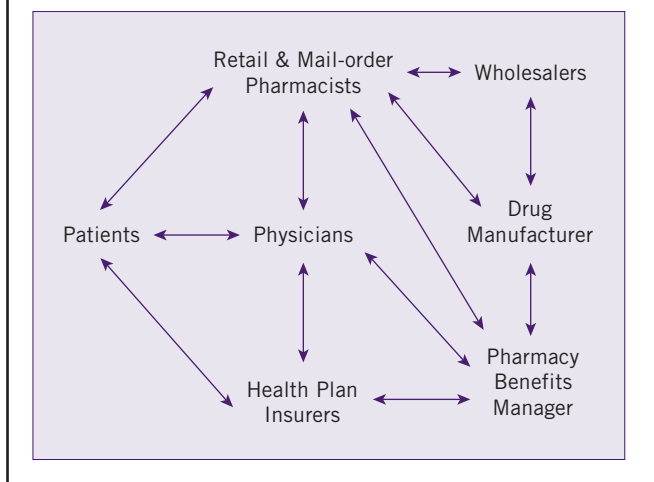 Retail & Mail-order
Pharmacists
Wholesalers
Patients
Physicians
Drug
Manufacturer
Health Plan
Insurers
Pharmacy
Benefits
Manager